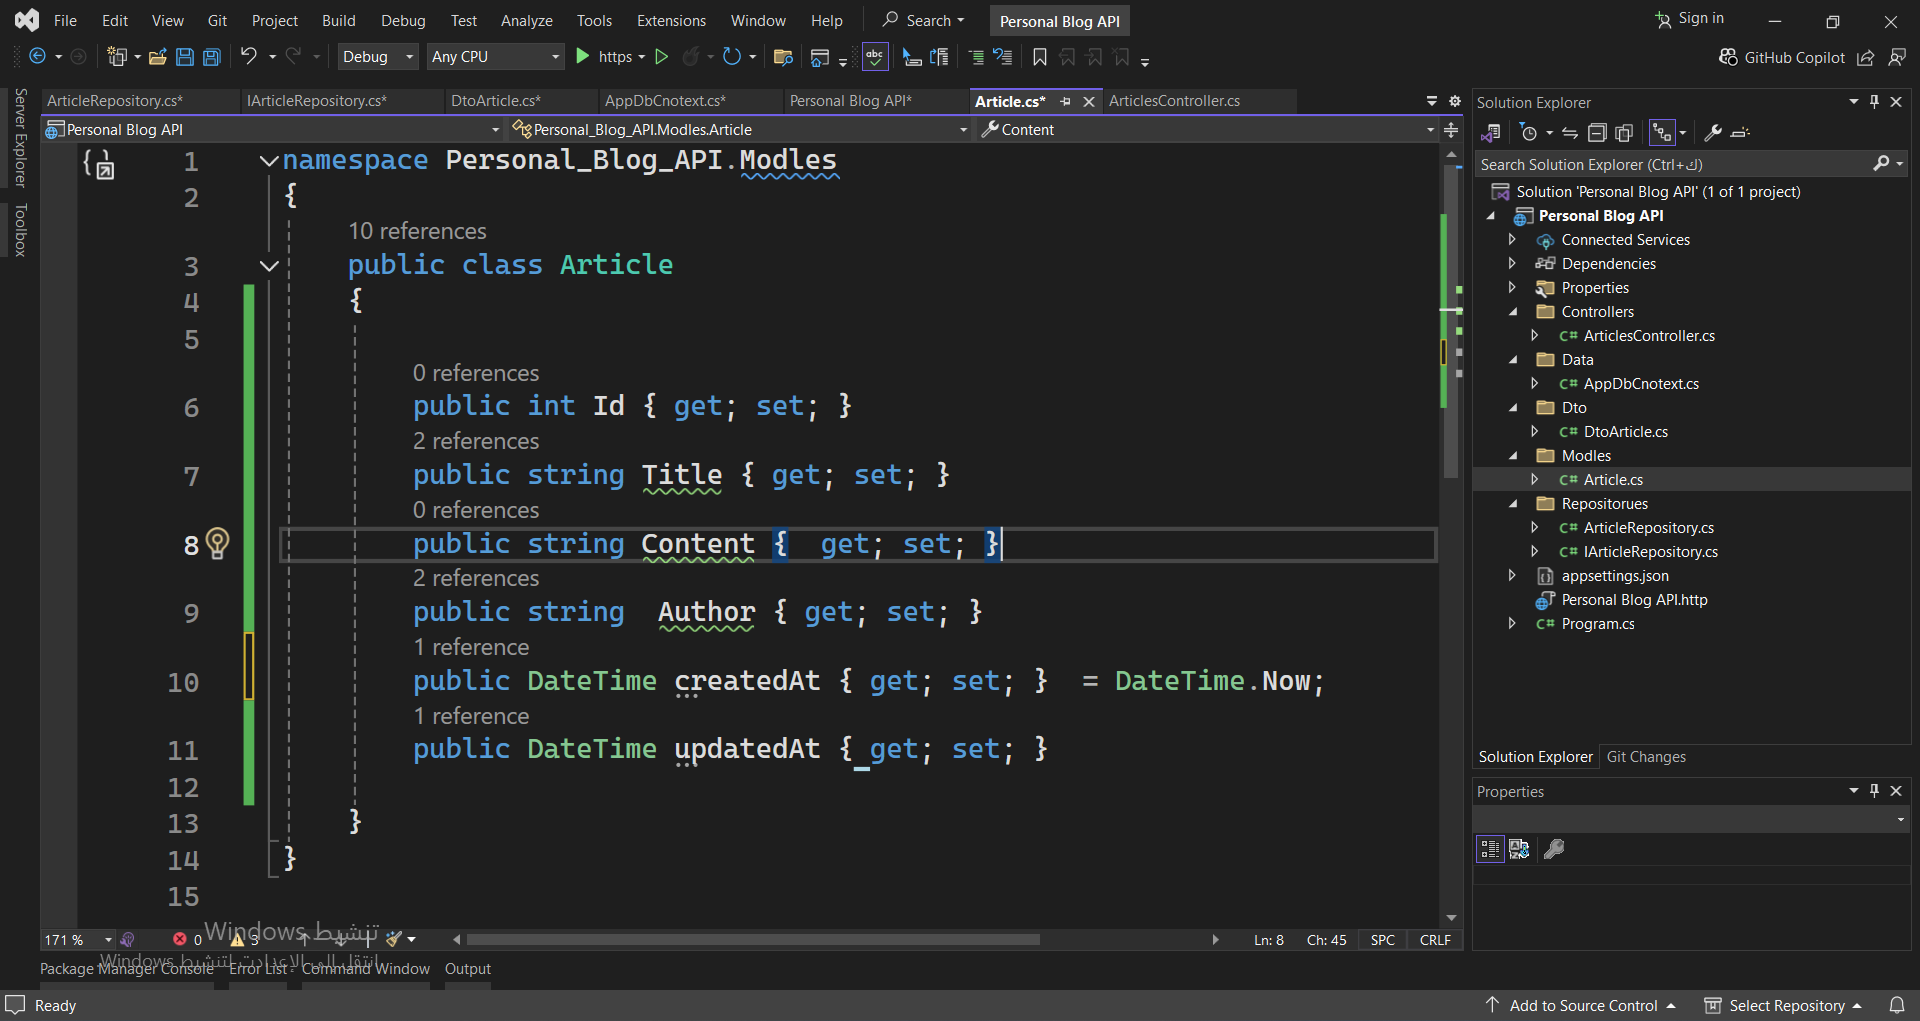 File Edit View Git Project Build Debug Test Analyze Tools Extensions Window Help Search Personal Blog API Sign in
Debug Any CPU https abc GitHub Copilot
Server Explorer
Toolbox
ArticleRepository.cs* IArticleRepository.cs* DtoArticle.cs* AppDbCnotext.cs* Personal Blog API* Article.cs* ArticlesController.cs
Personal Blog API Personal_Blog_API.Modles.Article Content
1 namespace Personal_Blog_API.Modles
2 {
10 references
3 public class Article
4 {
5
0 references
6 public int Id { get; set; }
2 references
7 public string Title { get; set; }
0 references
8 public string Content {  get; set; }
2 references
9 public string  Author { get; set; }
1 reference
10 public DateTime createdAt { get; set; }  = DateTime.Now;
1 reference
11 public DateTime updatedAt { get; set; }
12
13 }
14 }
15
171 % 0 3 Ln: 8 Ch: 45 SPC CRLF
تنشيط Windows
انتقل إلى الإعدادات لتنشيط Windows
Package Manager Console Error List Command Window Output
Ready Add to Source Control Select Repository
Solution Explorer
Search Solution Explorer (Ctrl+ك)
Solution 'Personal Blog API' (1 of 1 project)
Personal Blog API
Connected Services
Dependencies
Properties
Controllers
C# ArticlesController.cs
Data
C# AppDbCnotext.cs
Dto
C# DtoArticle.cs
Modles
C# Article.cs
Repositorues
C# ArticleRepository.cs
C# IArticleRepository.cs
appsettings.json
Personal Blog API.http
C# Program.cs
Solution Explorer Git Changes
Properties